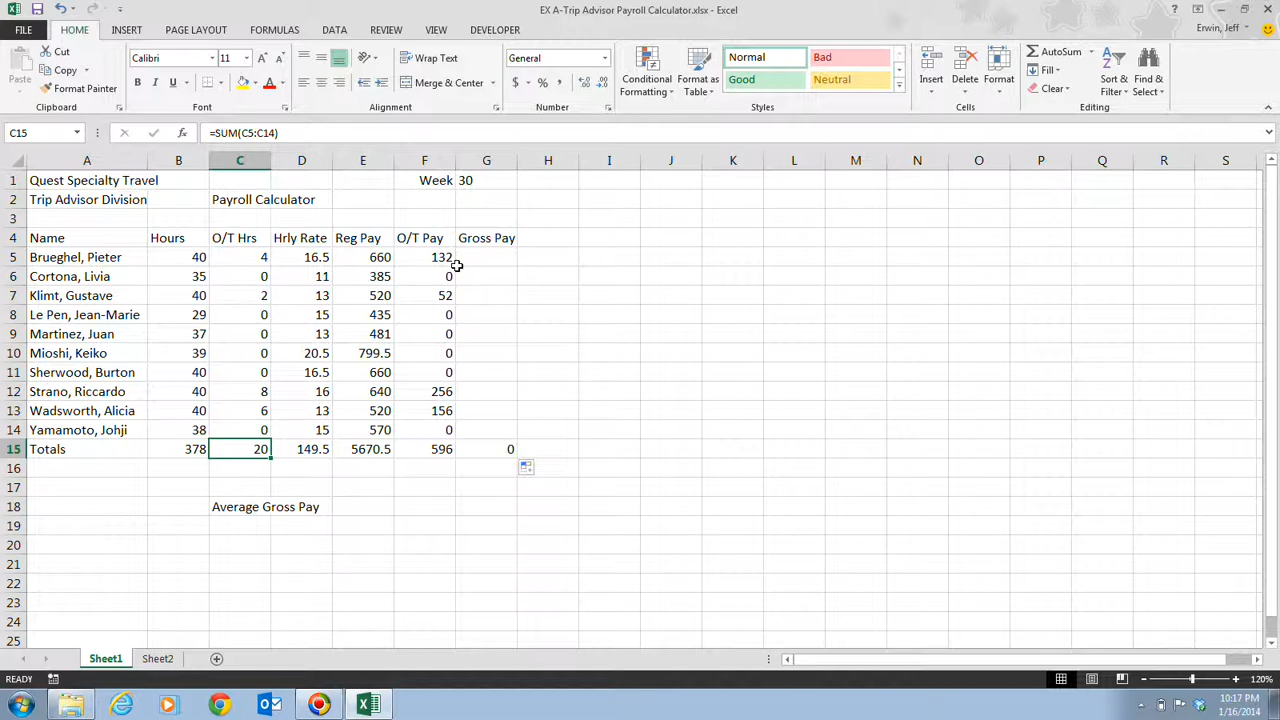 EX A-Trip Advisor Payroll Calculator.xlsx - Excel
FILE HOME INSERT PAGE LAYOUT FORMULAS DATA REVIEW VIEW DEVELOPER Erwin, Jeff
Paste Cut Copy Format Painter Clipboard
Calibri 11 B I U A Font
Wrap Text Merge & Center Alignment
General $ % , Number
Conditional Formatting Format as Table Normal Bad Good Neutral Styles
Insert Delete Format Cells
AutoSum Fill Clear Sort & Filter Find & Select Editing
C15 fx =SUM(C5:C14)
A B C D E F G H I J K L M N O P Q R S
1 Quest Specialty Travel Week 30
2 Trip Advisor Division Payroll Calculator
3
4 Name Hours O/T Hrs Hrly Rate Reg Pay O/T Pay Gross Pay
5 Brueghel, Pieter 40 4 16.5 660 132
6 Cortona, Livia 35 0 11 385 0
7 Klimt, Gustave 40 2 13 520 52
8 Le Pen, Jean-Marie 29 0 15 435 0
9 Martinez, Juan 37 0 13 481 0
10 Mioshi, Keiko 39 0 20.5 799.5 0
11 Sherwood, Burton 40 0 16.5 660 0
12 Strano, Riccardo 40 8 16 640 256
13 Wadsworth, Alicia 40 6 13 520 156
14 Yamamoto, Johji 38 0 15 570 0
15 Totals 378 20 149.5 5670.5 596 0
16
17
18 Average Gross Pay
19
20
21
22
23
24
25
Sheet1 Sheet2
READY 120%
10:17 PM
1/16/2014